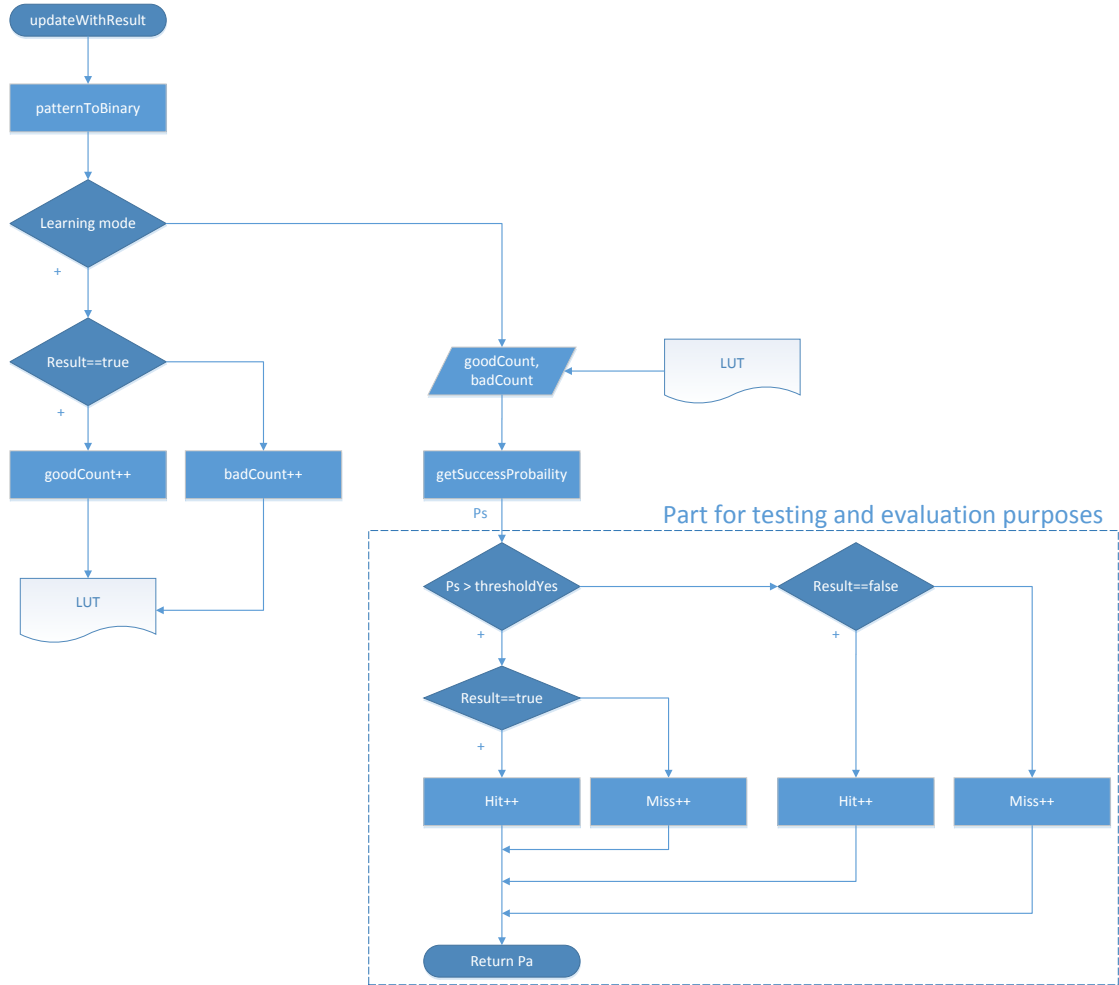 updateWithResult
patternToBinary
Learning mode
+
Result==true
+
goodCount++
badCount++
LUT
goodCount,
badCount
LUT
getSuccessProbaility
Ps
Part for testing and evaluation purposes
Ps > thresholdYes
+
Result==false
+
Result==true
+
Hit++
Miss++
Hit++
Miss++
Return Pa